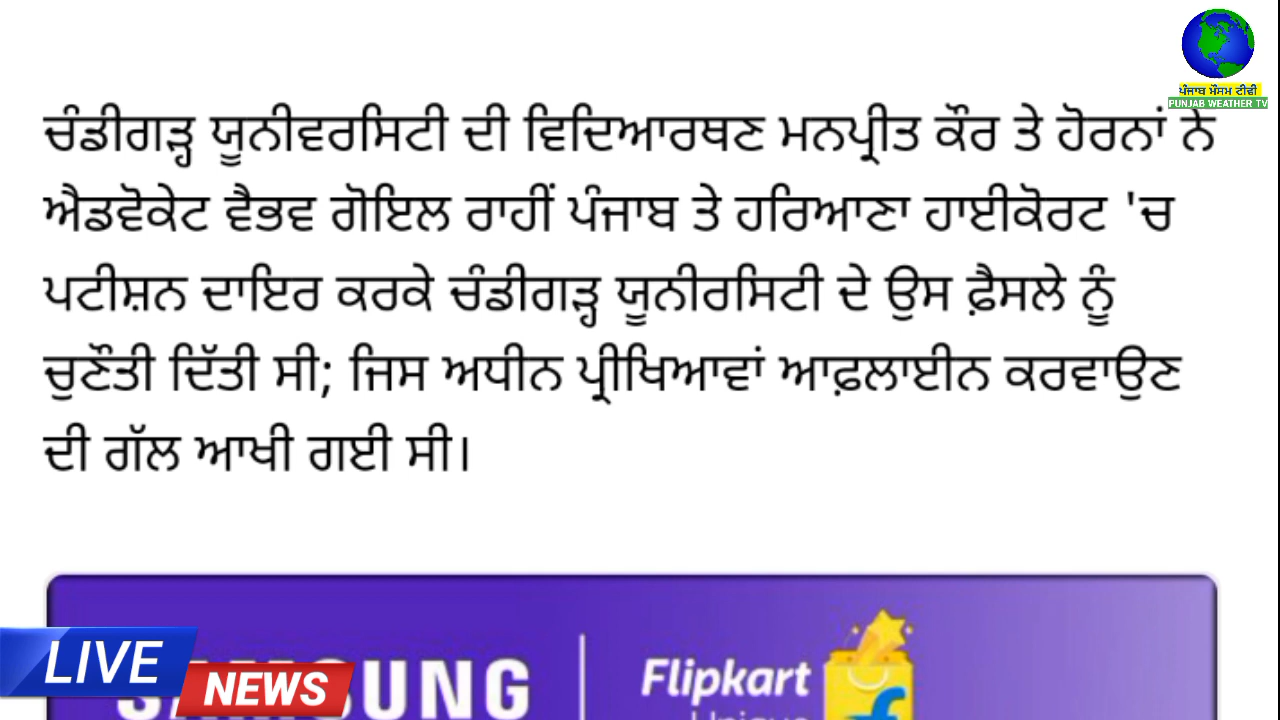 ਪੰਜਾਬ ਮੌਸਮ ਟੀਵੀ
PUNJAB WEATHER TV
ਚੰਡੀਗੜ੍ਹ ਯੂਨੀਵਰਸਿਟੀ ਦੀ ਵਿਦਿਆਰਥਣ ਮਨਪ੍ਰੀਤ ਕੌਰ ਤੇ ਹੋਰਨਾਂ ਨੇ
ਐਡਵੋਕੇਟ ਵੈਭਵ ਗੋਇਲ ਰਾਹੀਂ ਪੰਜਾਬ ਤੇ ਹਰਿਆਣਾ ਹਾਈਕੋਰਟ 'ਚ
ਪਟੀਸ਼ਨ ਦਾਇਰ ਕਰਕੇ ਚੰਡੀਗੜ੍ਹ ਯੂਨੀਰਸਿਟੀ ਦੇ ਉਸ ਫ਼ੈਸਲੇ ਨੂੰ
ਚੁਣੌਤੀ ਦਿੱਤੀ ਸੀ; ਜਿਸ ਅਧੀਨ ਪ੍ਰੀਖਿਆਵਾਂ ਆਫ਼ਲਾਈਨ ਕਰਵਾਉਣ
ਦੀ ਗੱਲ ਆਖੀ ਗਈ ਸੀ।
LIVE
NEWS
Flipkart